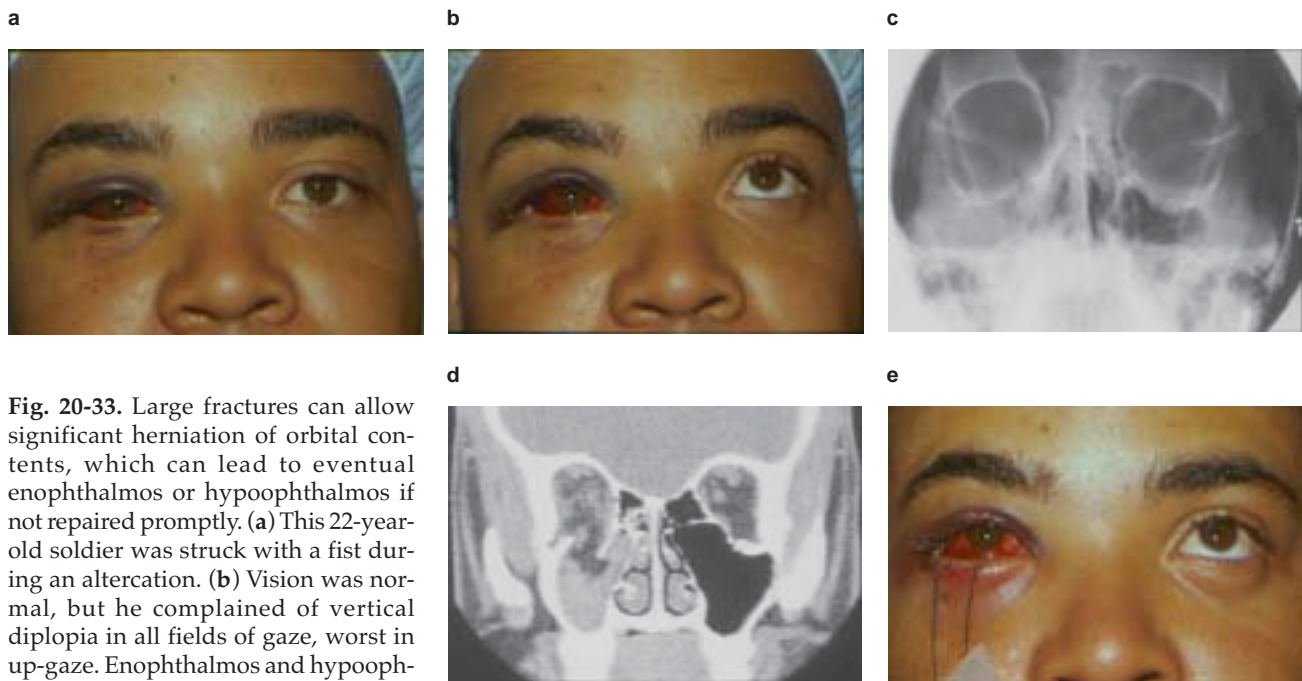 a
b
c
d
e
Fig. 20-33. Large fractures can allow
significant herniation of orbital con-
tents, which can lead to eventual
enophthalmos or hypoophthalmos if
not repaired promptly. (a) This 22-year-
old soldier was struck with a fist dur-
ing an altercation. (b) Vision was nor-
mal, but he complained of vertical
diplopia in all fields of gaze, worst in
up-gaze. Enophthalmos and hypooph-